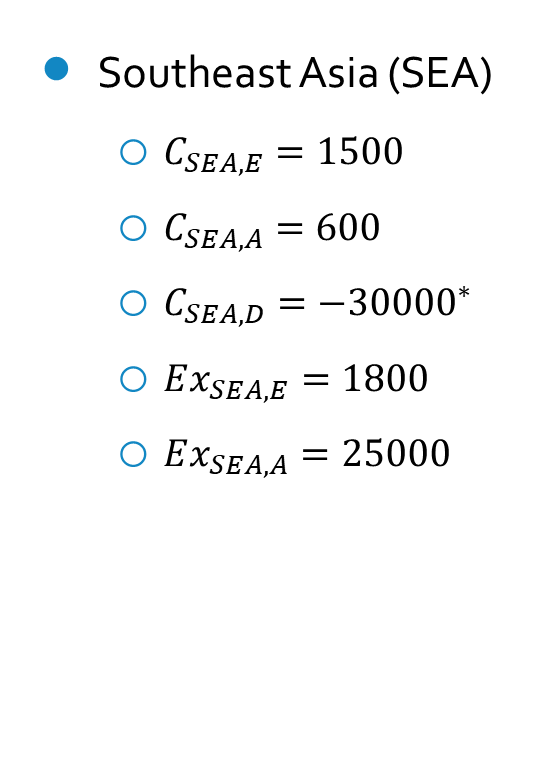 ● Southeast Asia (SEA)
○ C_{SEA,E} = 1500
○ C_{SEA,A} = 600
○ C_{SEA,D} = −30000*
○ Ex_{SEA,E} = 1800
○ Ex_{SEA,A} = 25000